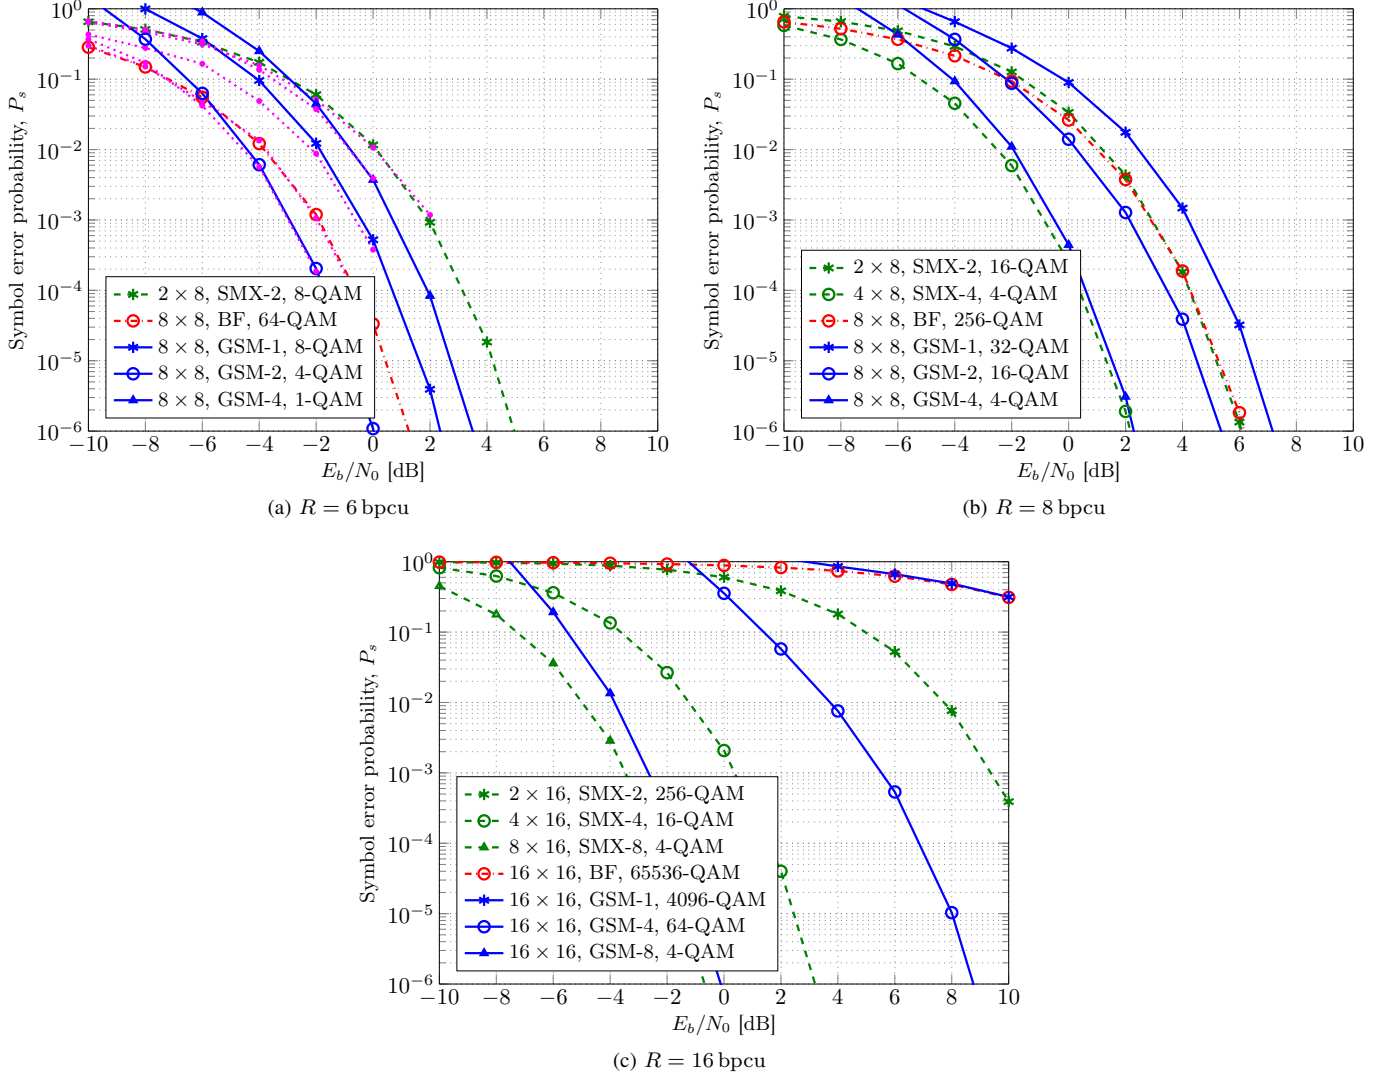 10^0
10^-1
10^-2
10^-3
10^-4
10^-5
10^-6
Symbol error probability, P_s
2 × 8, SMX-2, 8-QAM
8 × 8, BF, 64-QAM
8 × 8, GSM-1, 8-QAM
8 × 8, GSM-2, 4-QAM
8 × 8, GSM-4, 1-QAM
−10 −8 −6 −4 −2 0 2 4 6 8 10
E_b/N_0 [dB]
(a) R = 6 bpcu
10^0
10^-1
10^-2
10^-3
10^-4
10^-5
10^-6
Symbol error probability, P_s
2 × 8, SMX-2, 16-QAM
4 × 8, SMX-4, 4-QAM
8 × 8, BF, 256-QAM
8 × 8, GSM-1, 32-QAM
8 × 8, GSM-2, 16-QAM
8 × 8, GSM-4, 4-QAM
−10 −8 −6 −4 −2 0 2 4 6 8 10
E_b/N_0 [dB]
(b) R = 8 bpcu
10^0
10^-1
10^-2
10^-3
10^-4
10^-5
10^-6
Symbol error probability, P_s
2 × 16, SMX-2, 256-QAM
4 × 16, SMX-4, 16-QAM
8 × 16, SMX-8, 4-QAM
16 × 16, BF, 65536-QAM
16 × 16, GSM-1, 4096-QAM
16 × 16, GSM-4, 64-QAM
16 × 16, GSM-8, 4-QAM
−10 −8 −6 −4 −2 0 2 4 6 8 10
E_b/N_0 [dB]
(c) R = 16 bpcu